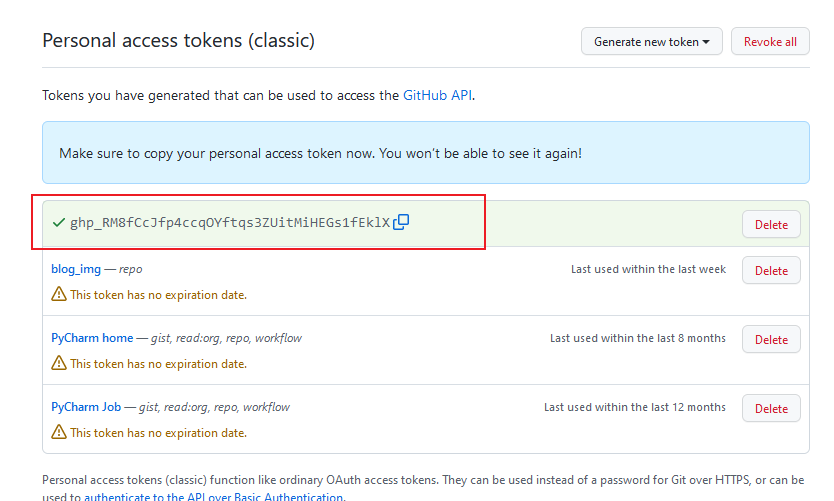 Personal access tokens (classic)
Generate new token
Revoke all
Tokens you have generated that can be used to access the GitHub API.
Make sure to copy your personal access token now. You won't be able to see it again!
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
Delete
blog_img — repo
Last used within the last week
Delete
This token has no expiration date.
PyCharm home — gist, read:org, repo, workflow
Last used within the last 8 months
Delete
This token has no expiration date.
PyCharm Job — gist, read:org, repo, workflow
Last used within the last 12 months
Delete
This token has no expiration date.
Personal access tokens (classic) function like ordinary OAuth access tokens. They can be used instead of a password for Git over HTTPS, or can be
used to authenticate to the API over Basic Authentication.